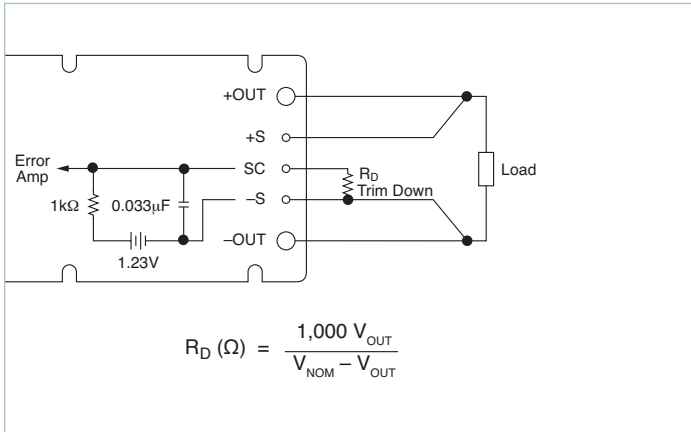 +OUT
+S
Error
Amp
SC
R_D
Load
Trim Down
1kΩ
0.033μF
–S
–OUT
1.23V
R_D (Ω) = 1,000 V_OUT / V_NOM – V_OUT